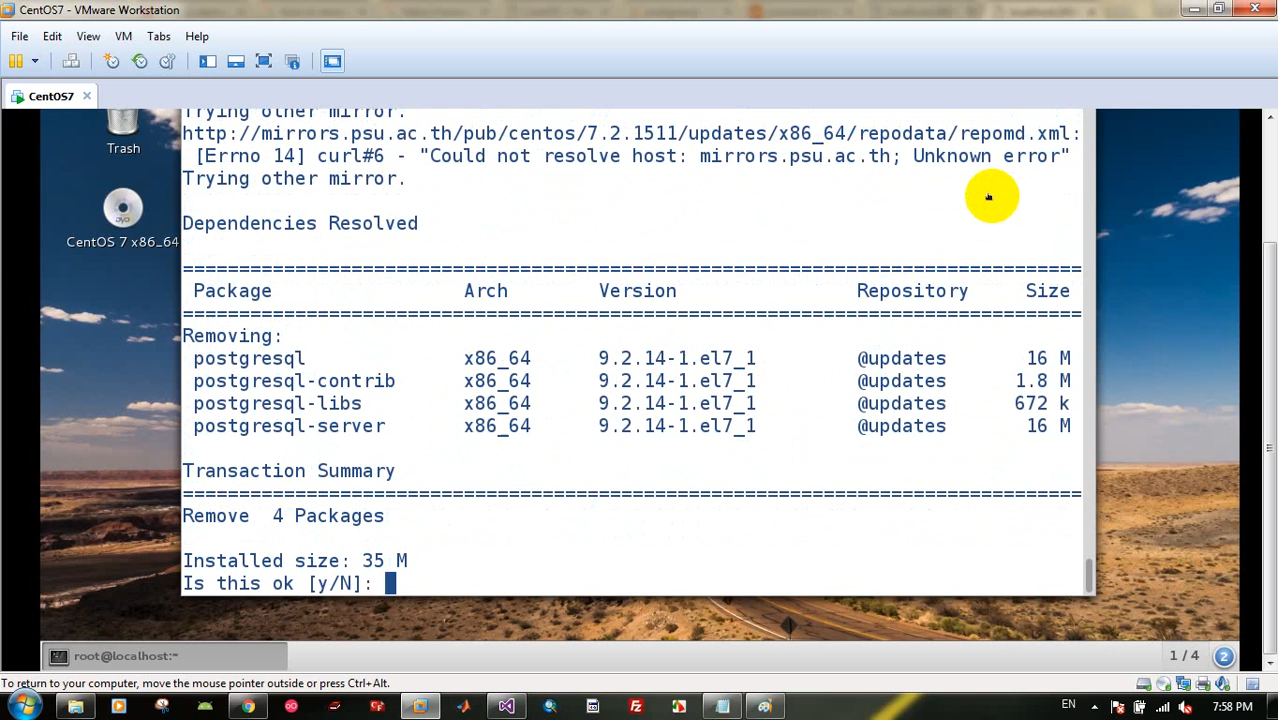 CentOS7 - VMware Workstation
File Edit View VM Tabs Help
CentOS7
Trying other mirror.
http://mirrors.psu.ac.th/pub/centos/7.2.1511/updates/x86_64/repodata/repomd.xml:
[Errno 14] curl#6 - "Could not resolve host: mirrors.psu.ac.th; Unknown error"
Trying other mirror.
Trash
CentOS 7 x86_64
Dependencies Resolved
================================================================================
Package Arch Version Repository Size
================================================================================
Removing:
postgresql x86_64 9.2.14-1.el7_1 @updates 16 M
postgresql-contrib x86_64 9.2.14-1.el7_1 @updates 1.8 M
postgresql-libs x86_64 9.2.14-1.el7_1 @updates 672 k
postgresql-server x86_64 9.2.14-1.el7_1 @updates 16 M
Transaction Summary
================================================================================
Remove 4 Packages
Installed size: 35 M
Is this ok [y/N]:
root@localhost:~ 1 / 4 2
To return to your computer, move the mouse pointer outside or press Ctrl+Alt.
EN 7:58 PM